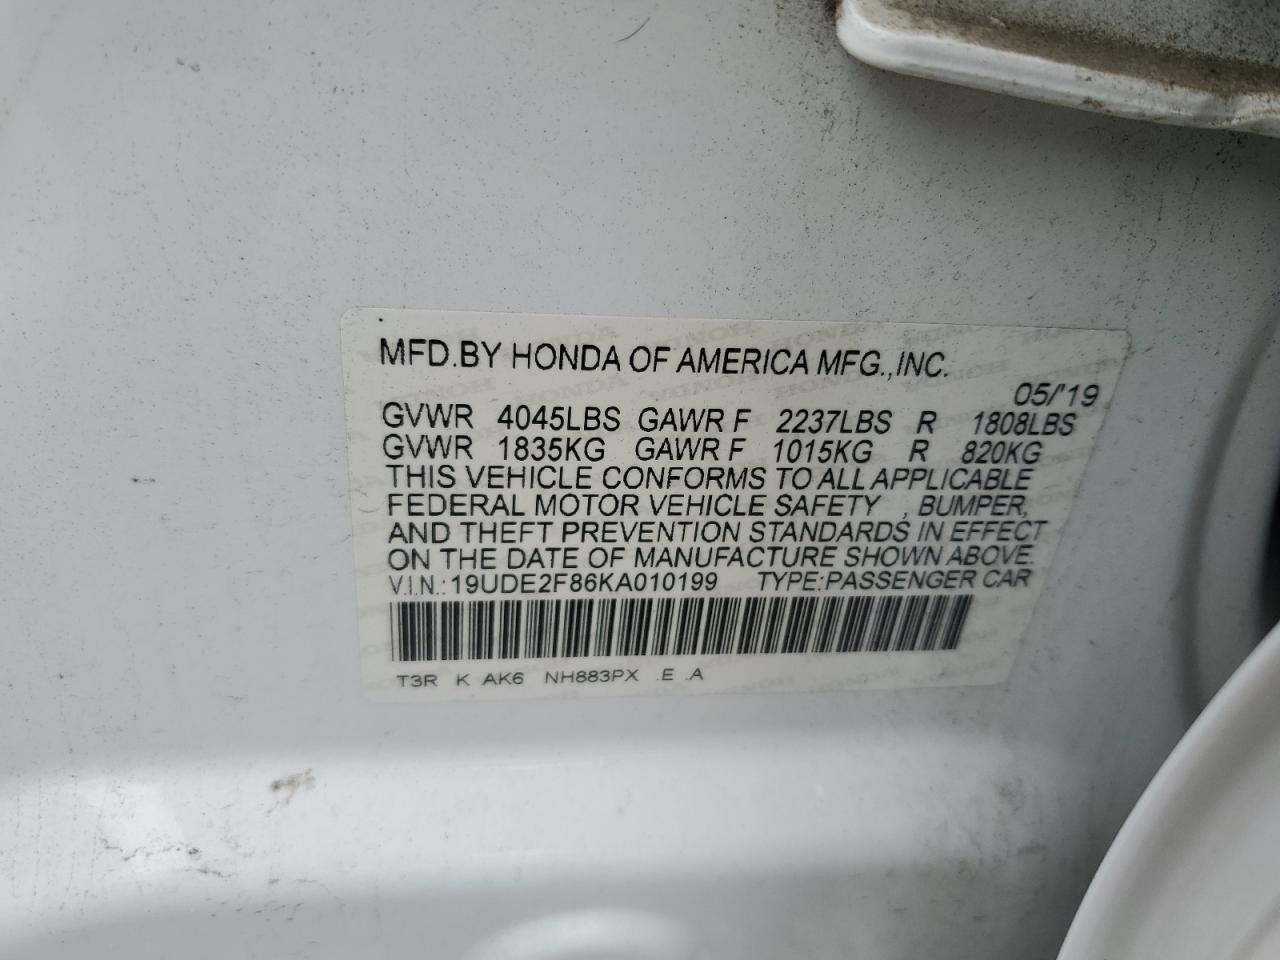 MFD.BY HONDA OF AMERICA MFG.,INC.
05/'19
GVWR 4045LBS GAWR F 2237LBS R 1808LBS
GVWR 1835KG GAWR F 1015KG R 820KG
THIS VEHICLE CONFORMS TO ALL APPLICABLE
FEDERAL MOTOR VEHICLE SAFETY , BUMPER,
AND THEFT PREVENTION STANDARDS IN EFFECT
ON THE DATE OF MANUFACTURE SHOWN ABOVE.
V.I.N.: 19UDE2F86KA010199 TYPE:PASSENGER CAR
T3R K AK6 NH883PX .E .A